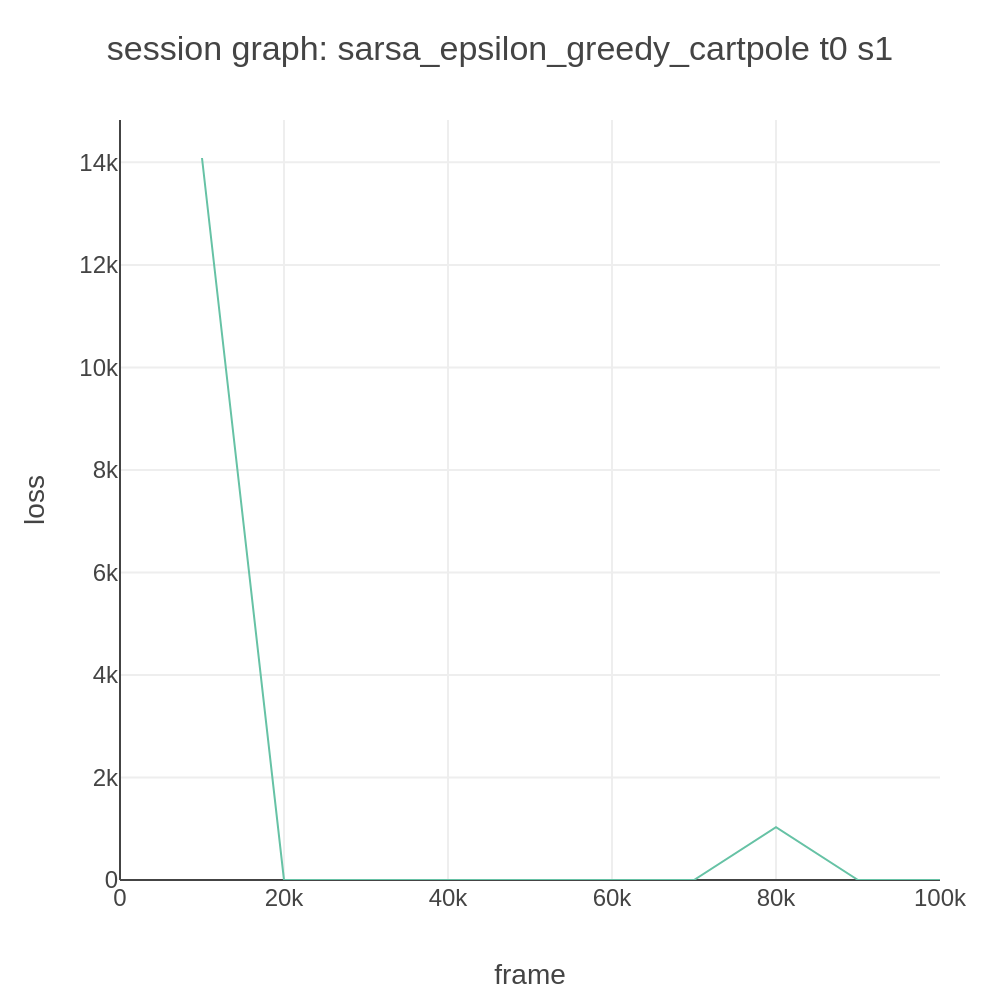 session graph: sarsa_epsilon_greedy_cartpole t0 s1
14k
12k
10k
8k
6k
4k
2k
0
loss
0
20k
40k
60k
80k
100k
frame